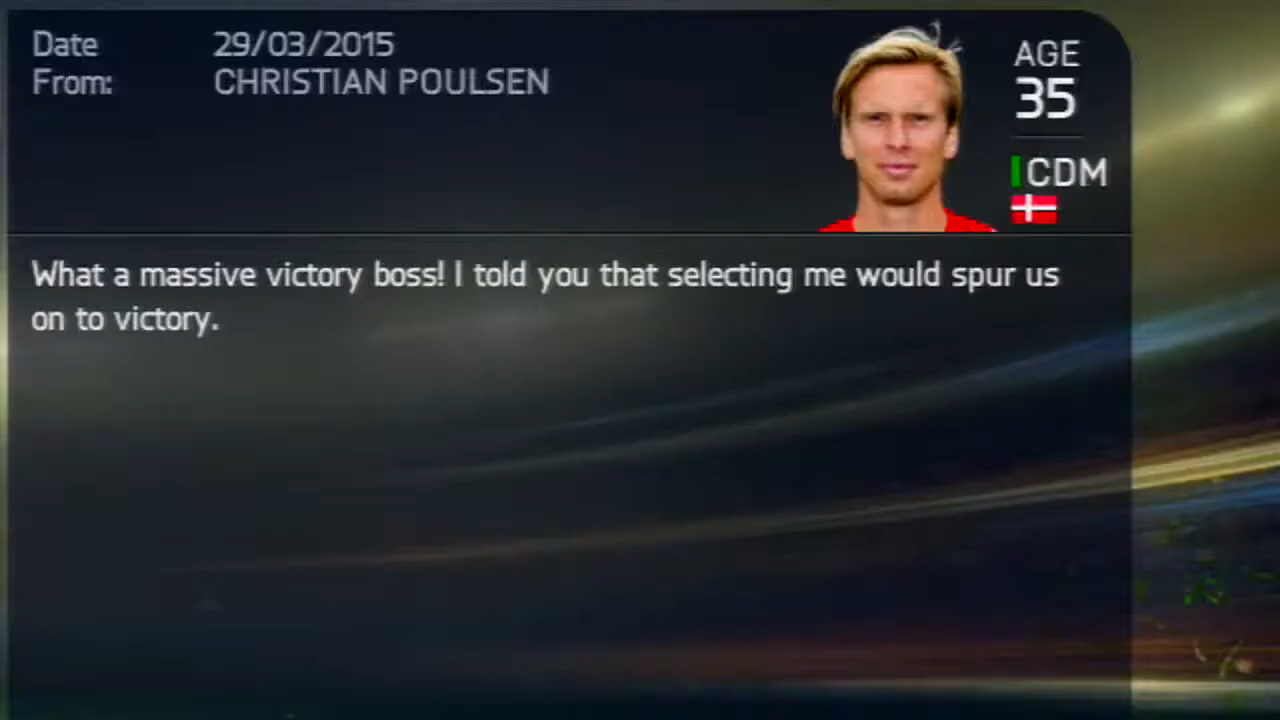 Date 29/03/2015
From: CHRISTIAN POULSEN
AGE
35
CDM
What a massive victory boss! I told you that selecting me would spur us
on to victory.